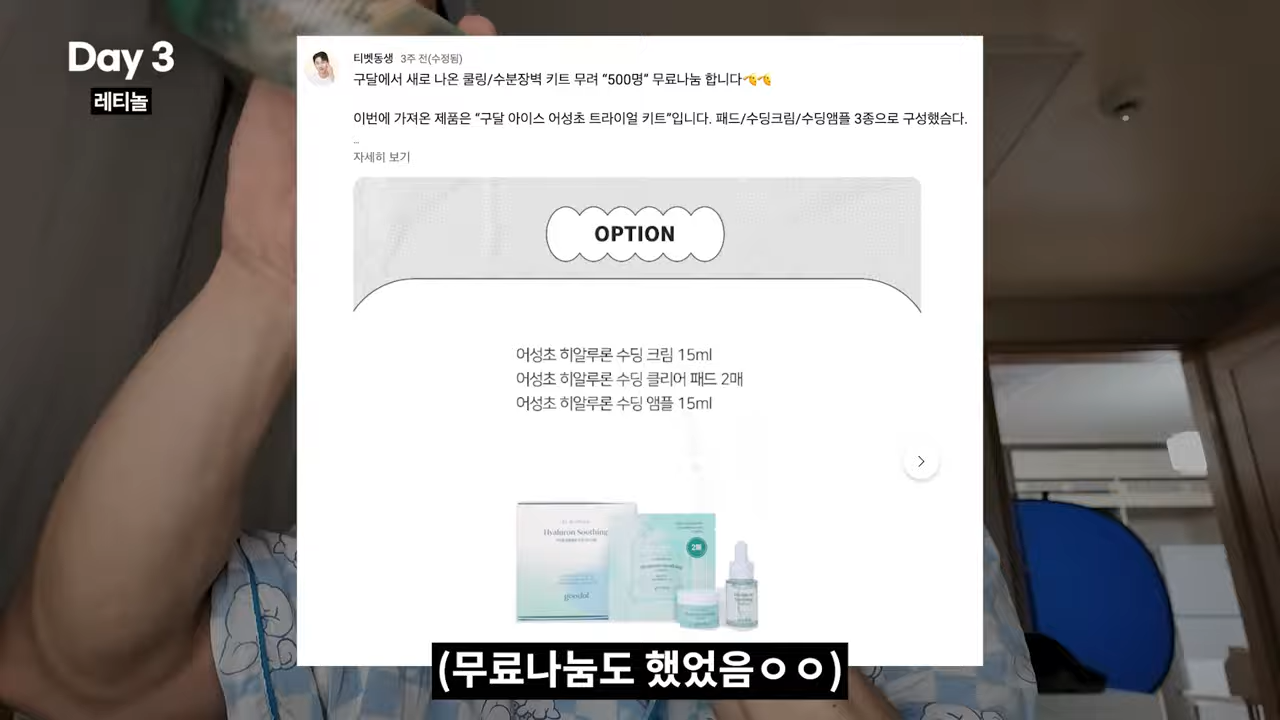 Day 3
레티놀
티벳동생 3주 전(수정됨)
구달에서 새로 나온 쿨링/수분장벽 키트 무려 “500명” 무료나눔 합니다🫡🫡
이번에 가져온 제품은 “구달 아이스 어성초 트라이얼 키트”입니다. 패드/수딩크림/수딩앰플 3종으로 구성했슴다.
...
자세히 보기
OPTION
어성초 히알루론 수딩 크림 15ml
어성초 히알루론 수딩 클리어 패드 2매
어성초 히알루론 수딩 앰플 15ml
Hyaluron Soothing
goodal
2매
(무료나눔도 했었음ㅇㅇ)